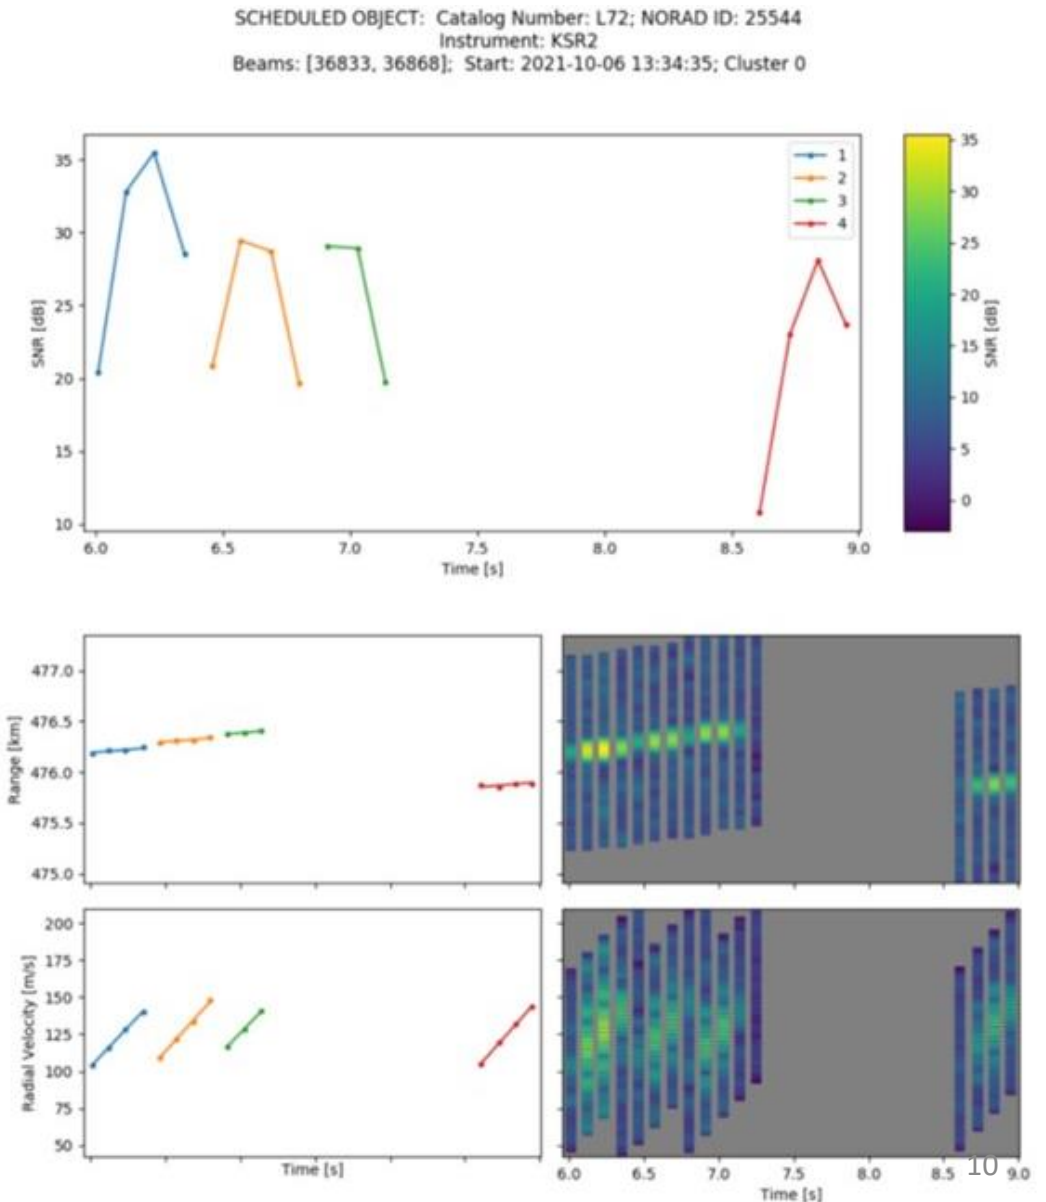 SCHEDULED OBJECT:  Catalog Number: L72; NORAD ID: 25544
Instrument: KSR2
Beams: [36833, 36868];  Start: 2021-10-06 13:34:35; Cluster 0
35
30
25
20
15
10
SNR [dB]
1
2
3
4
6.0 6.5 7.0 7.5 8.0 8.5 9.0
Time [s]
35
30
25
20
15
10
5
0
SNR [dB]
477.0
476.5
476.0
475.5
475.0
Range [km]
200
175
150
125
100
75
50
Radial Velocity [m/s]
Time [s]
6.0 6.5 7.0 7.5 8.0 8.5 9.0
Time [s]
10